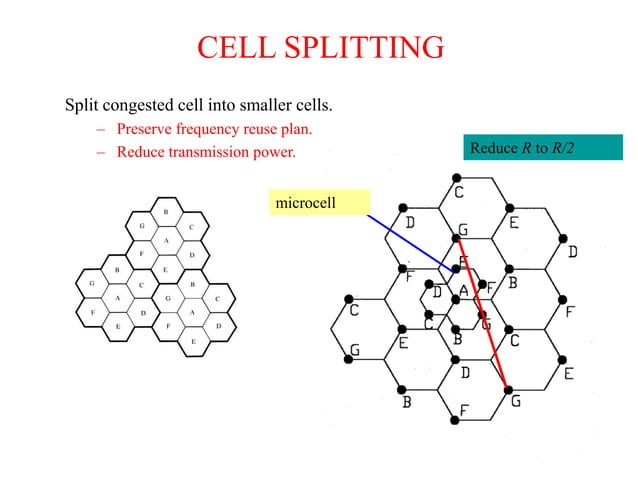 CELL SPLITTING
Split congested cell into smaller cells.
– Preserve frequency reuse plan.
– Reduce transmission power.
Reduce R to R/2
microcell
B
G C
A
F D
B E
G C B
A G C
F D A
E F D
E
C
D G E
D
F E B
D A F
C C G F
E B C
G D E
B F G